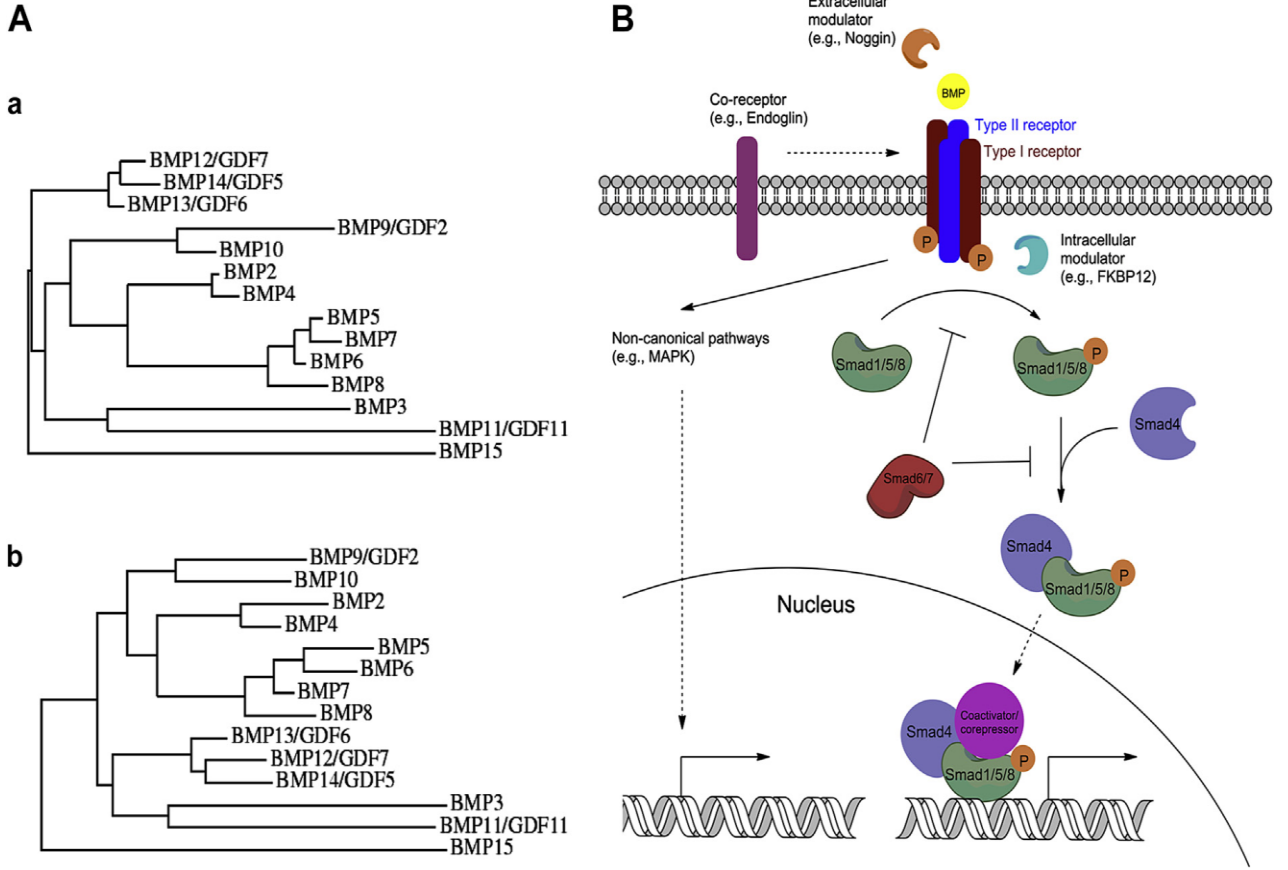 A
a
BMP12/GDF7
BMP14/GDF5
BMP13/GDF6
BMP9/GDF2
BMP10
BMP2
BMP4
BMP5
BMP7
BMP6
BMP8
BMP3
BMP11/GDF11
BMP15
b
BMP9/GDF2
BMP10
BMP2
BMP4
BMP5
BMP6
BMP7
BMP8
BMP13/GDF6
BMP12/GDF7
BMP14/GDF5
BMP3
BMP11/GDF11
BMP15
B
Extracellular
modulator
(e.g., Noggin)
BMP
Co-receptor
(e.g., Endoglin)
Type II receptor
Type I receptor
P
P
Intracellular
modulator
(e.g., FKBP12)
Non-canonical pathways
(e.g., MAPK)
Smad1/5/8
Smad1/5/8
P
Smad4
Smad6/7
Smad4
Smad1/5/8
P
Nucleus
Smad4
Coactivator/
corepressor
Smad1/5/8
P